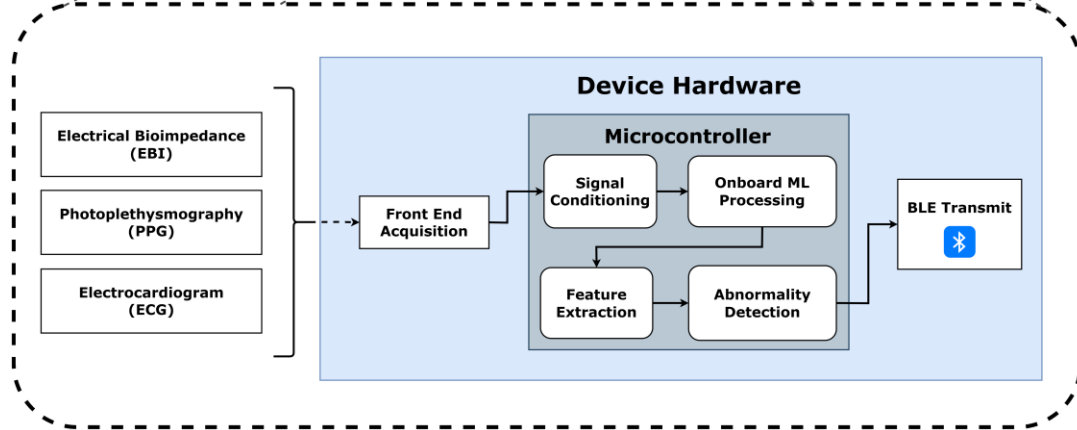 Device Hardware
Electrical Bioimpedance
(EBI)
Photoplethysmography
(PPG)
Electrocardiogram
(ECG)
Front End
Acquisition
Microcontroller
Signal
Conditioning
Onboard ML
Processing
Feature
Extraction
Abnormality
Detection
BLE Transmit